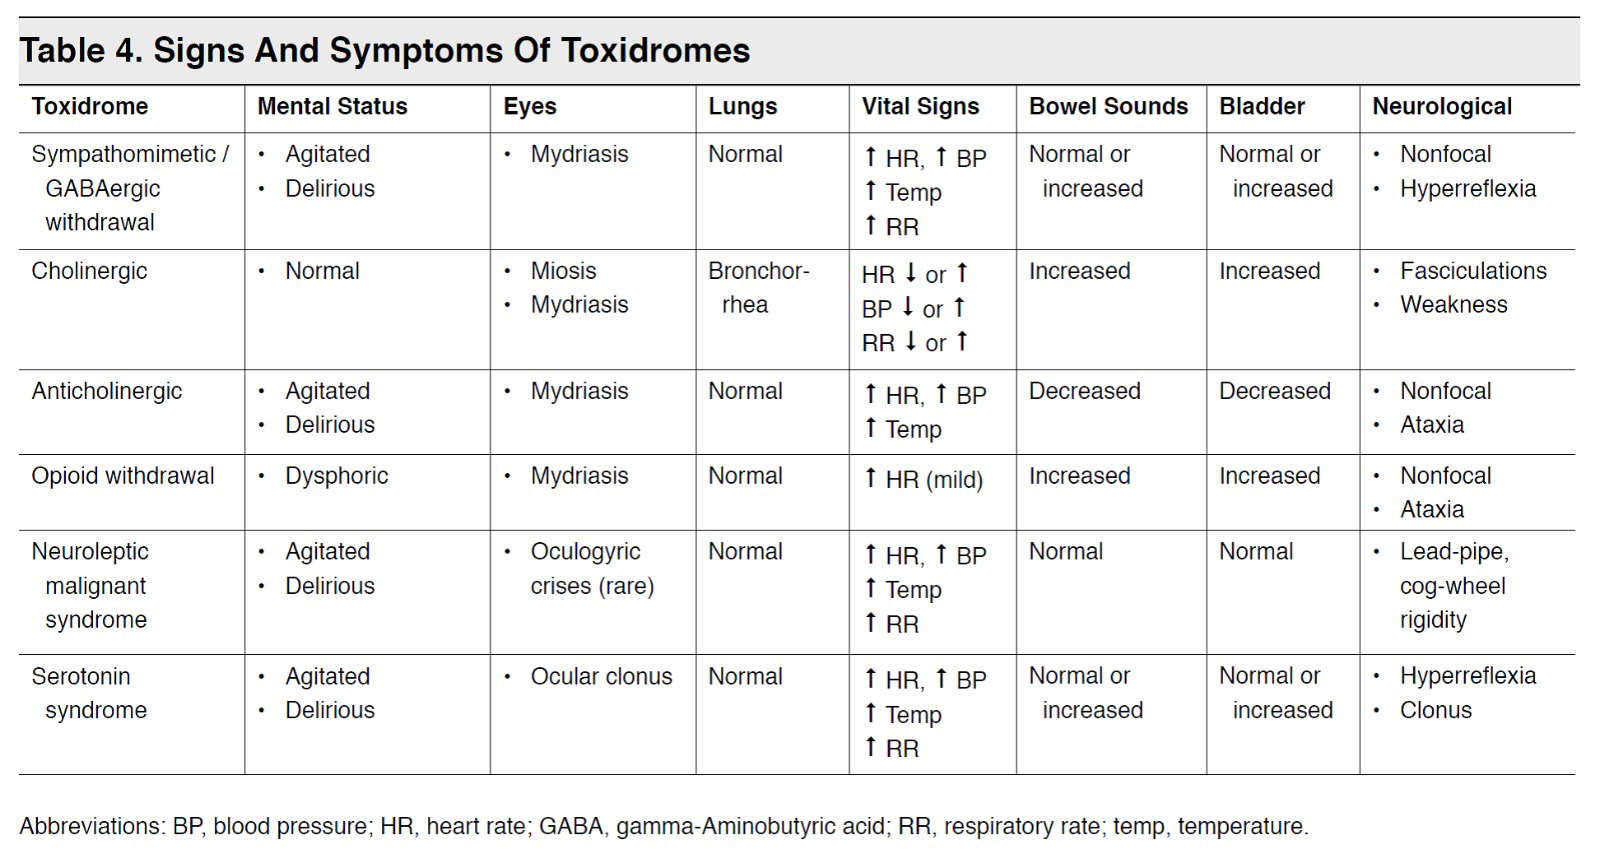 Table 4. Signs And Symptoms Of Toxidromes
Toxidrome Mental Status Eyes Lungs Vital Signs Bowel Sounds Bladder Neurological
Sympathomimetic / • Agitated • Mydriasis Normal ↑ HR, ↑ BP Normal or Normal or • Nonfocal
GABAergic • Delirious ↑ Temp increased increased • Hyperreflexia
withdrawal ↑ RR
Cholinergic • Normal • Miosis Bronchor- HR ↓ or ↑ Increased Increased • Fasciculations
• Mydriasis rhea BP ↓ or ↑ • Weakness
RR ↓ or ↑
Anticholinergic • Agitated • Mydriasis Normal ↑ HR, ↑ BP Decreased Decreased • Nonfocal
• Delirious ↑ Temp • Ataxia
Opioid withdrawal • Dysphoric • Mydriasis Normal ↑ HR (mild) Increased Increased • Nonfocal
• Ataxia
Neuroleptic • Agitated • Oculogyric Normal ↑ HR, ↑ BP Normal Normal • Lead-pipe,
malignant • Delirious crises (rare) ↑ Temp cog-wheel
syndrome ↑ RR rigidity
Serotonin • Agitated • Ocular clonus Normal ↑ HR, ↑ BP Normal or Normal or • Hyperreflexia
syndrome • Delirious ↑ Temp increased increased • Clonus
↑ RR
Abbreviations: BP, blood pressure; HR, heart rate; GABA, gamma-Aminobutyric acid; RR, respiratory rate; temp, temperature.